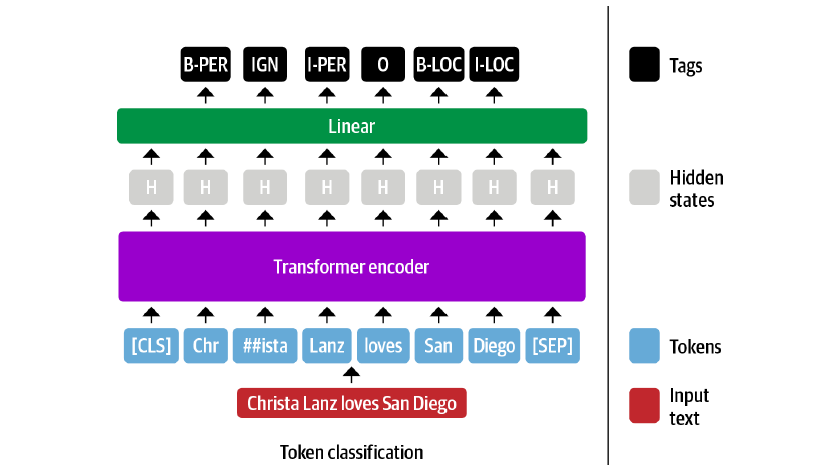 B-PER IGN I-PER O B-LOC I-LOC
Linear
H H H H H H H H
Transformer encoder
[CLS] Chr ##ista Lanz loves San Diego [SEP]
Christa Lanz loves San Diego
Token classification
Tags
Hidden
states
Tokens
Input
text